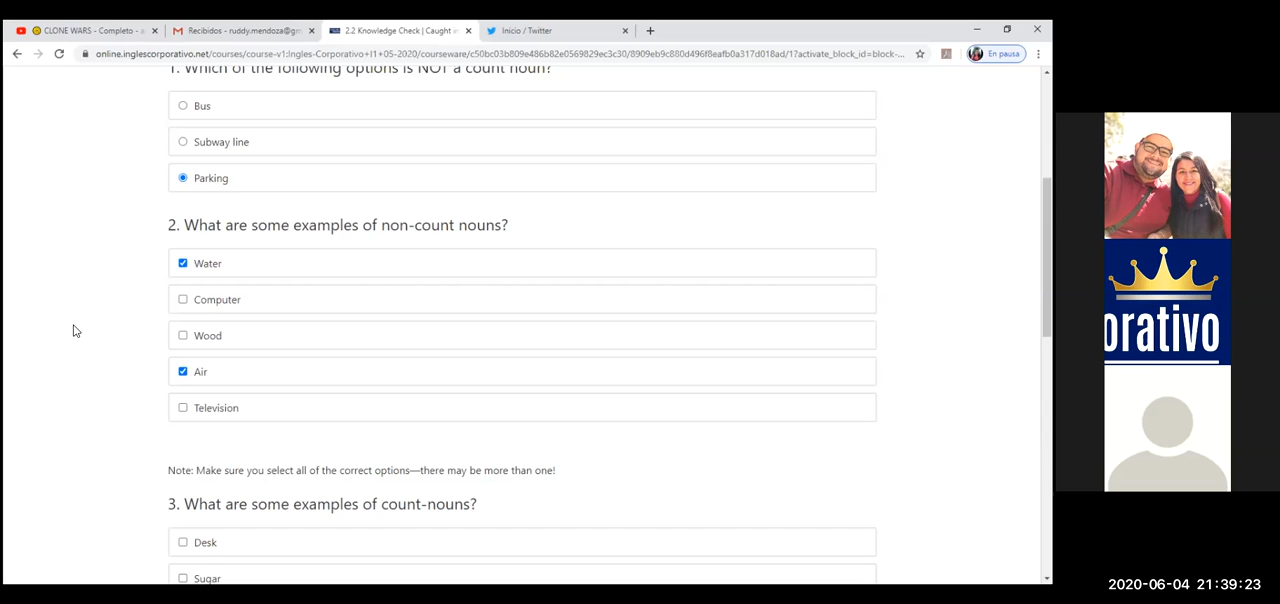 CLONE WARS - Completo - a
Recibidos - ruddy.mendoza@gm
2.2 Knowledge Check | Caught in
Inicio / Twitter
online.inglescorporativo.net/courses/course-v1:Ingles-Corporativo+I1+05-2020/courseware/c50bc03b809e486b82e0569829ec3c30/8909eb9c880d496f8eafb0a317d018ad/1?activate_block_id=block-...
En pausa
1. Which of the following options is NOT a count noun?
Bus
Subway line
Parking
2. What are some examples of non-count nouns?
Water
Computer
Wood
Air
Television
Note: Make sure you select all of the correct options—there may be more than one!
3. What are some examples of count-nouns?
Desk
Sugar
orativo
2020-06-04 21:39:23